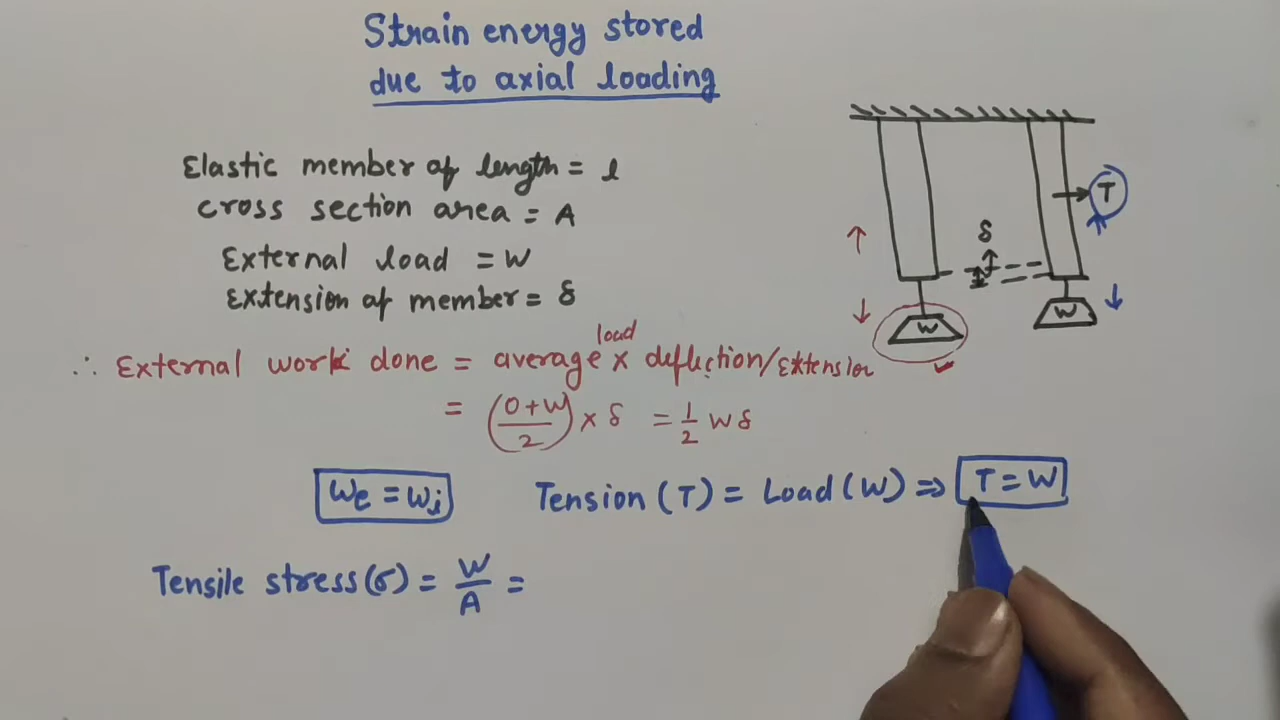 Strain energy stored
due to axial loading
Elastic member of length = l
cross section area = A
External load = W
Extension of member = δ
T
δ
W
W
load
∴ External work done = average × deflection/Extension
= (0+W)/2 × δ = 1/2 W δ
We = Wi Tension (T) = Load (W) ⇒ T = W
Tensile stress (σ) = W/A =